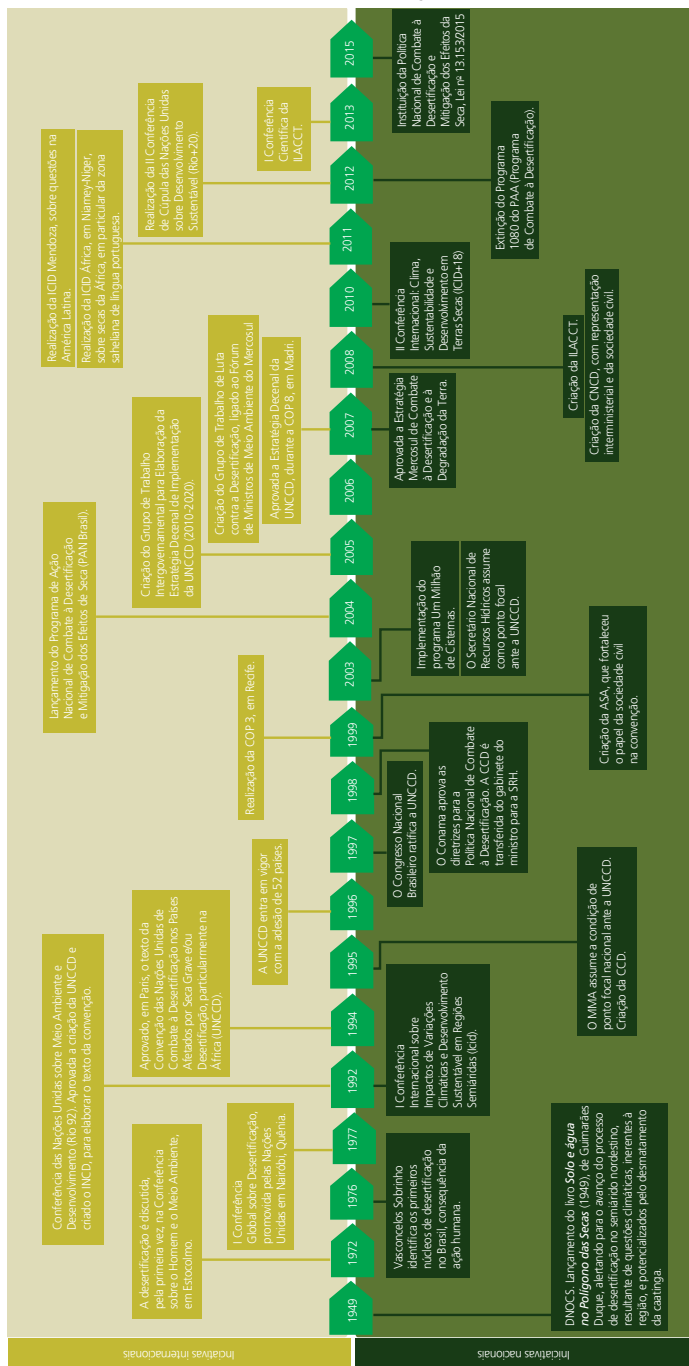 Iniciativas internacionais
A desertificação é discutida,
pela primeira vez, na Conferência
sobre o Homem e o Meio Ambiente,
em Estocolmo.
I Conferência
Global sobre Desertificação,
promovida pelas Nações
Unidas em Nairóbi, Quênia.
Conferência das Nações Unidas sobre Meio Ambiente e
Desenvolvimento (Rio 92). Aprovada a criação da UNCCD e
criado o INCD, para elaborar o texto da convenção.
Aprovado, em Paris, o texto da
Convenção das Nações Unidas de
Combate à Desertificação nos Países
Afetados por Seca Grave e/ou
Desertificação, particularmente na
África (UNCCD).
A UNCCD entra em vigor
com a adesão de 52 países.
Realização da COP 3, em Recife.
Lançamento do Programa de Ação
Nacional de Combate à Desertificação
e Mitigação dos Efeitos de Seca (PAN Brasil).
Criação do Grupo de Trabalho
Intergovernamental para Elaboração da
Estratégia Decenal de Implementação
da UNCCD (2010-2020).
Criação do Grupo de Trabalho de Luta
contra a Desertificação, ligado ao Fórum
de Ministros de Meio Ambiente do Mercosul
Aprovada a Estratégia Decenal da
UNCCD, durante a COP 8, em Madri.
Realização da ICID Mendoza, sobre questões na
América Latina.
Realização da ICID África, em Niamey-Niger,
sobre secas da África, em particular da zona
saheliana de língua portuguesa.
Realização da II Conferência
de Cúpula das Nações Unidas
sobre Desenvolvimento
Sustentável (Rio+20).
I Conferência
Científica da
ILACCT.
1949
1972
1976
1977
1992
1994
1995
1996
1997
1998
1999
2003
2004
2005
2006
2007
2008
2010
2011
2012
2013
2015
Iniciativas nacionais
DNOCS. Lançamento do livro Solo e água
no Polígono das Secas (1949), de Guimarães
Duque, alertando para o avanço do processo
de desertificação no semiárido nordestino,
resultante de questões climáticas, inerentes à
região, e potencializados pelo desmatamento
da caatinga.
Vasconcelos Sobrinho
identifica os primeiros
núcleos de desertificação
no Brasil, consequência da
ação humana.
I Conferência
Internacional sobre
Impactos de Variações
Climáticas e Desenvolvimento
Sustentável em Regiões
Semiáridas (Icid).
O MMA assume a condição de
ponto focal nacional ante a UNCCD.
Criação da CCD.
O Congresso Nacional
Brasileiro ratifica a UNCCD.
O Conama aprova as
diretrizes para a
Política Nacional de Combate
à Desertificação. A CCD é
transferida do gabinete do
ministro para a SRH.
Criação da ASA, que fortaleceu
o papel da sociedade civil
na convenção.
Implementação do
programa Um Milhão
de Cisternas.
O Secretário Nacional de
Recursos Hídricos assume
como ponto focal
ante a UNCCD.
Aprovada a Estratégia
Mercosul de Combate
à Desertificação e à
Degradação da Terra.
Criação da ILACCT.
Criação da CNCD, com representação
interministerial e da sociedade civil.
II Conferência
Internacional: Clima,
Sustentabilidade e
Desenvolvimento em
Terras Secas (ICID+18)
Extinção do Programa
1080 do PAA (Programa
de Combate à Desertificação).
Instituição da Política
Nacional de Combate à
Desertificação e
Mitigação dos Efeitos da
Seca, Lei nº 13.153/2015